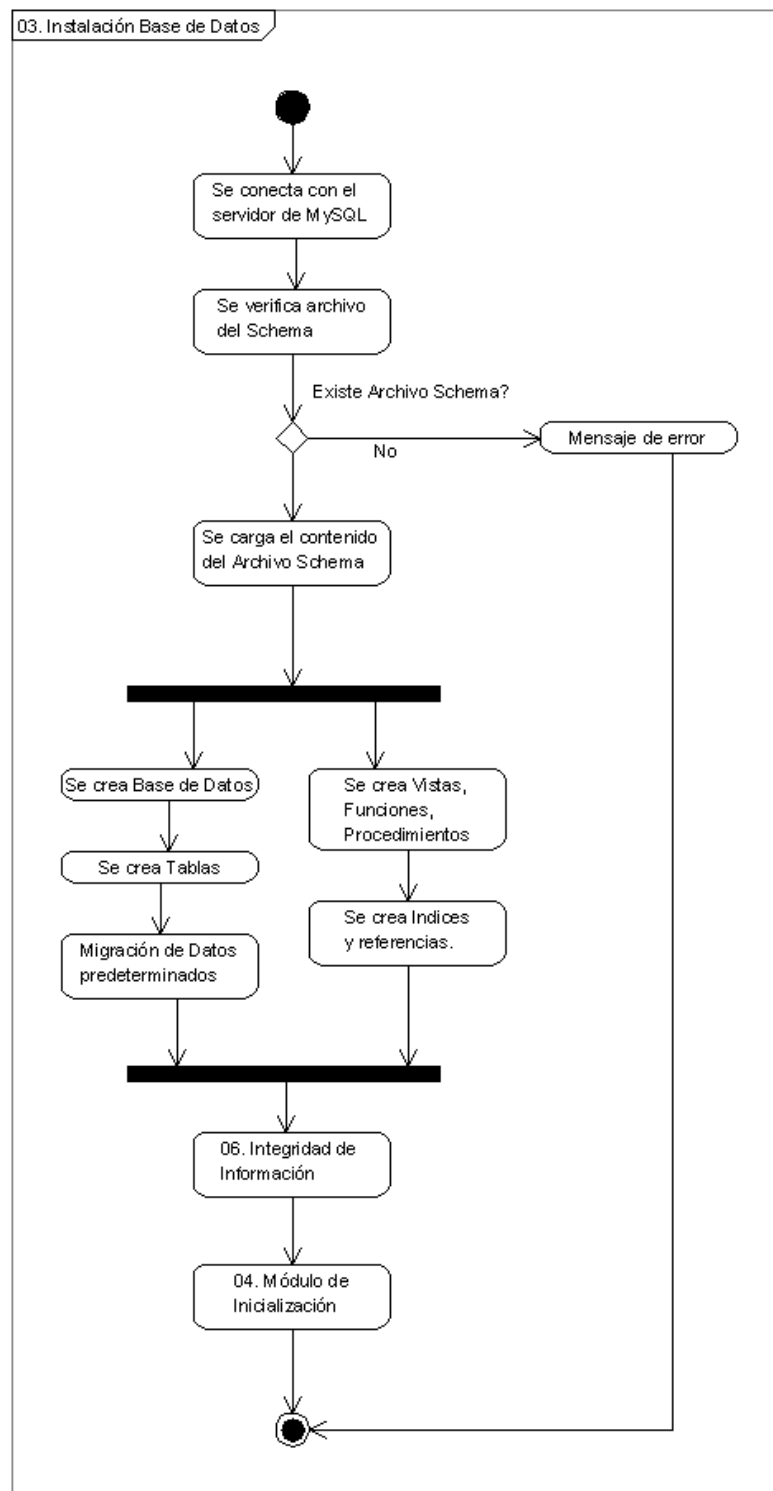 03. Instalación Base de Datos
Se conecta con el
servidor de MySQL
Se verifica archivo
del Schema
Existe Archivo Schema?
No
Mensaje de error
Se carga el contenido
del Archivo Schema
Se crea Base de Datos
Se crea Tablas
Migración de Datos
predeterminados
Se crea Vistas,
Funciones,
Procedimientos
Se crea Indices
y referencias.
06. Integridad de
Información
04. Módulo de
Inicialización